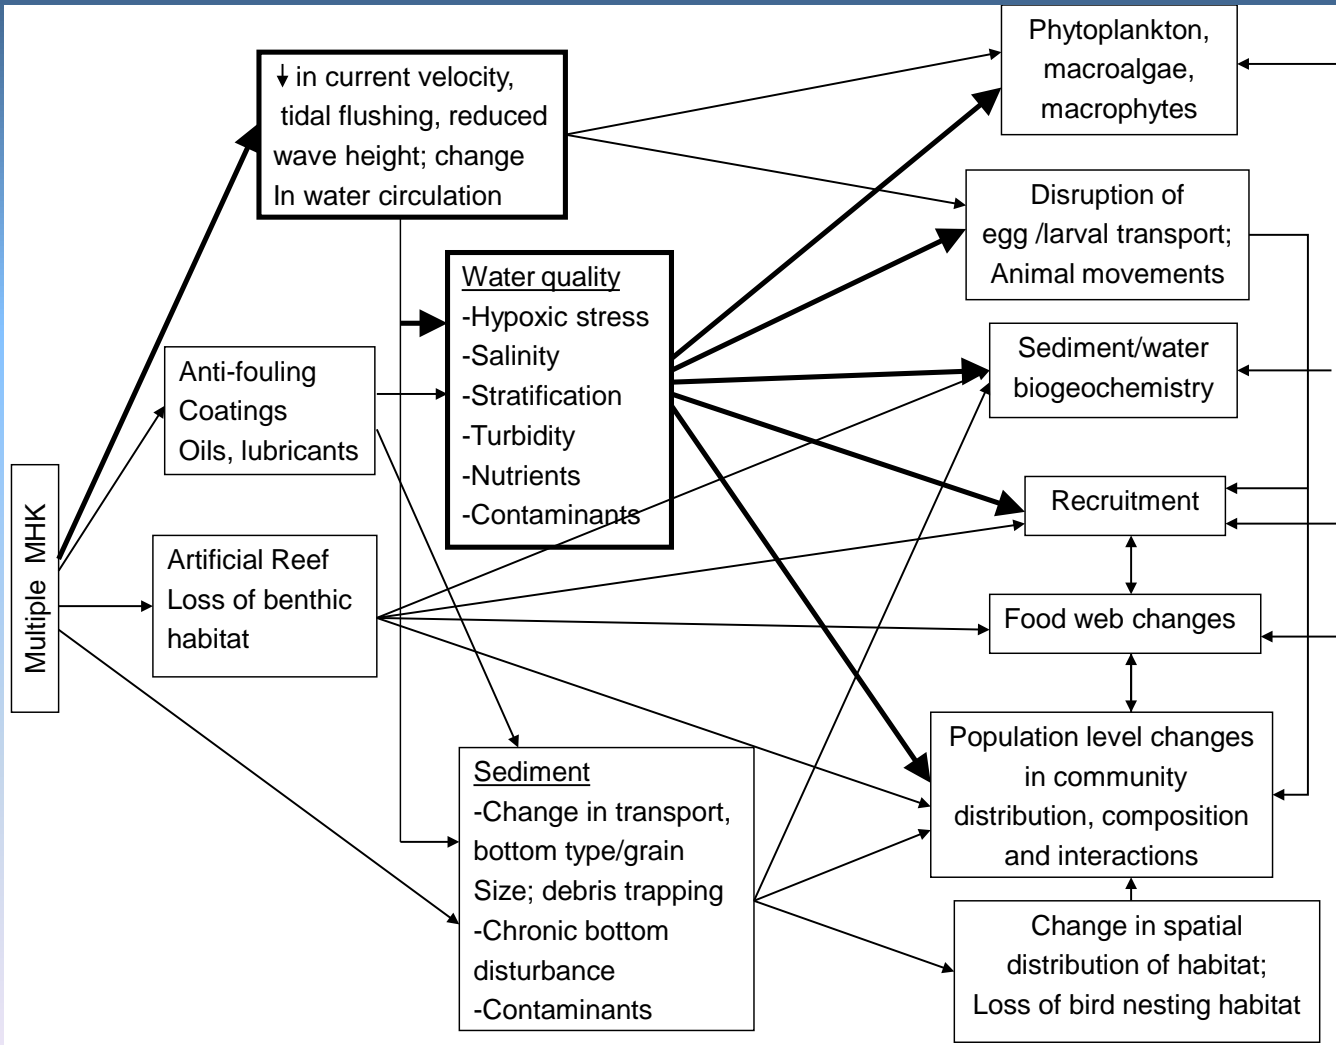 Multiple MHK
↓ in current velocity,
tidal flushing, reduced
wave height; change
In water circulation
Anti-fouling
Coatings
Oils, lubricants
Artificial Reef
Loss of benthic
habitat
Water quality
-Hypoxic stress
-Salinity
-Stratification
-Turbidity
-Nutrients
-Contaminants
Sediment
-Change in transport,
bottom type/grain
Size; debris trapping
-Chronic bottom
disturbance
-Contaminants
Phytoplankton,
macroalgae,
macrophytes
Disruption of
egg /larval transport;
Animal movements
Sediment/water
biogeochemistry
Recruitment
Food web changes
Population level changes
in community
distribution, composition
and interactions
Change in spatial
distribution of habitat;
Loss of bird nesting habitat